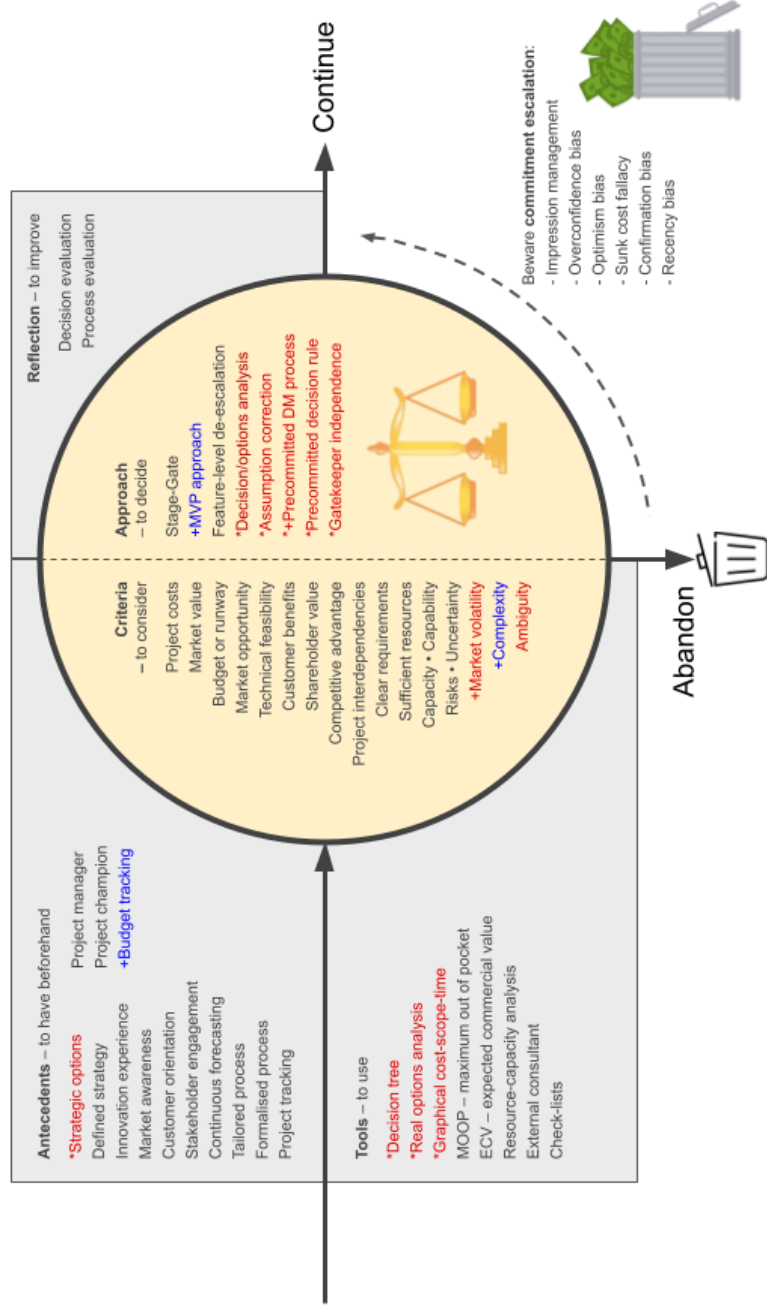 Antecedents – to have beforehand
*Strategic options
Defined strategy
Innovation experience
Market awareness
Customer orientation
Stakeholder engagement
Continuous forecasting
Tailored process
Formalised process
Project tracking
Project manager
Project champion
+Budget tracking
Tools – to use
*Decision tree
*Real options analysis
*Graphical cost-scope-time
MOOP – maximum out of pocket
ECV – expected commercial value
Resource-capacity analysis
External consultant
Check-lists
Criteria
– to consider
Project costs
Market value
Budget or runway
Market opportunity
Technical feasibility
Customer benefits
Shareholder value
Competitive advantage
Project interdependencies
Clear requirements
Sufficient resources
Capacity • Capability
Risks • Uncertainty
+Market volatility
+Complexity
Ambiguity
Approach
– to decide
Stage-Gate
+MVP approach
Feature-level de-escalation
*Decision/options analysis
*Assumption correction
*+Precommitted DM process
*Precommitted decision rule
*Gatekeeper independence
Reflection – to improve
Decision evaluation
Process evaluation
Continue
Abandon
Beware commitment escalation:
- Impression management
- Overconfidence bias
- Optimism bias
- Sunk cost fallacy
- Confirmation bias
- Recency bias